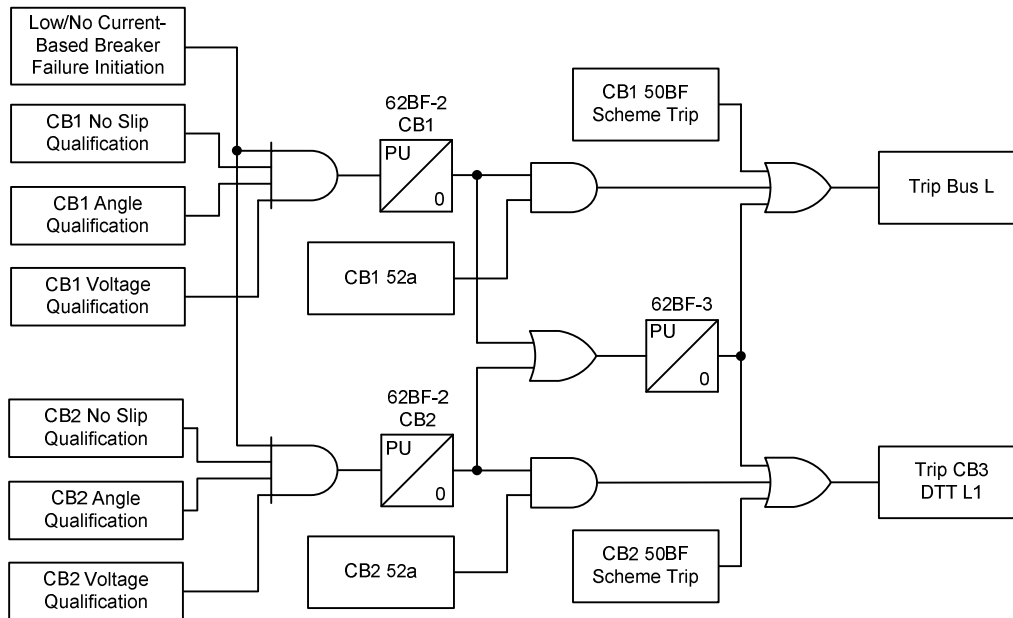 Low/No Current-
Based Breaker
Failure Initiation
CB1 No Slip
Qualification
CB1 Angle
Qualification
CB1 Voltage
Qualification
62BF-2
CB1
PU
0
CB1 52a
CB1 50BF
Scheme Trip
Trip Bus L
62BF-3
PU
0
CB2 No Slip
Qualification
CB2 Angle
Qualification
CB2 Voltage
Qualification
62BF-2
CB2
PU
0
CB2 52a
CB2 50BF
Scheme Trip
Trip CB3
DTT L1